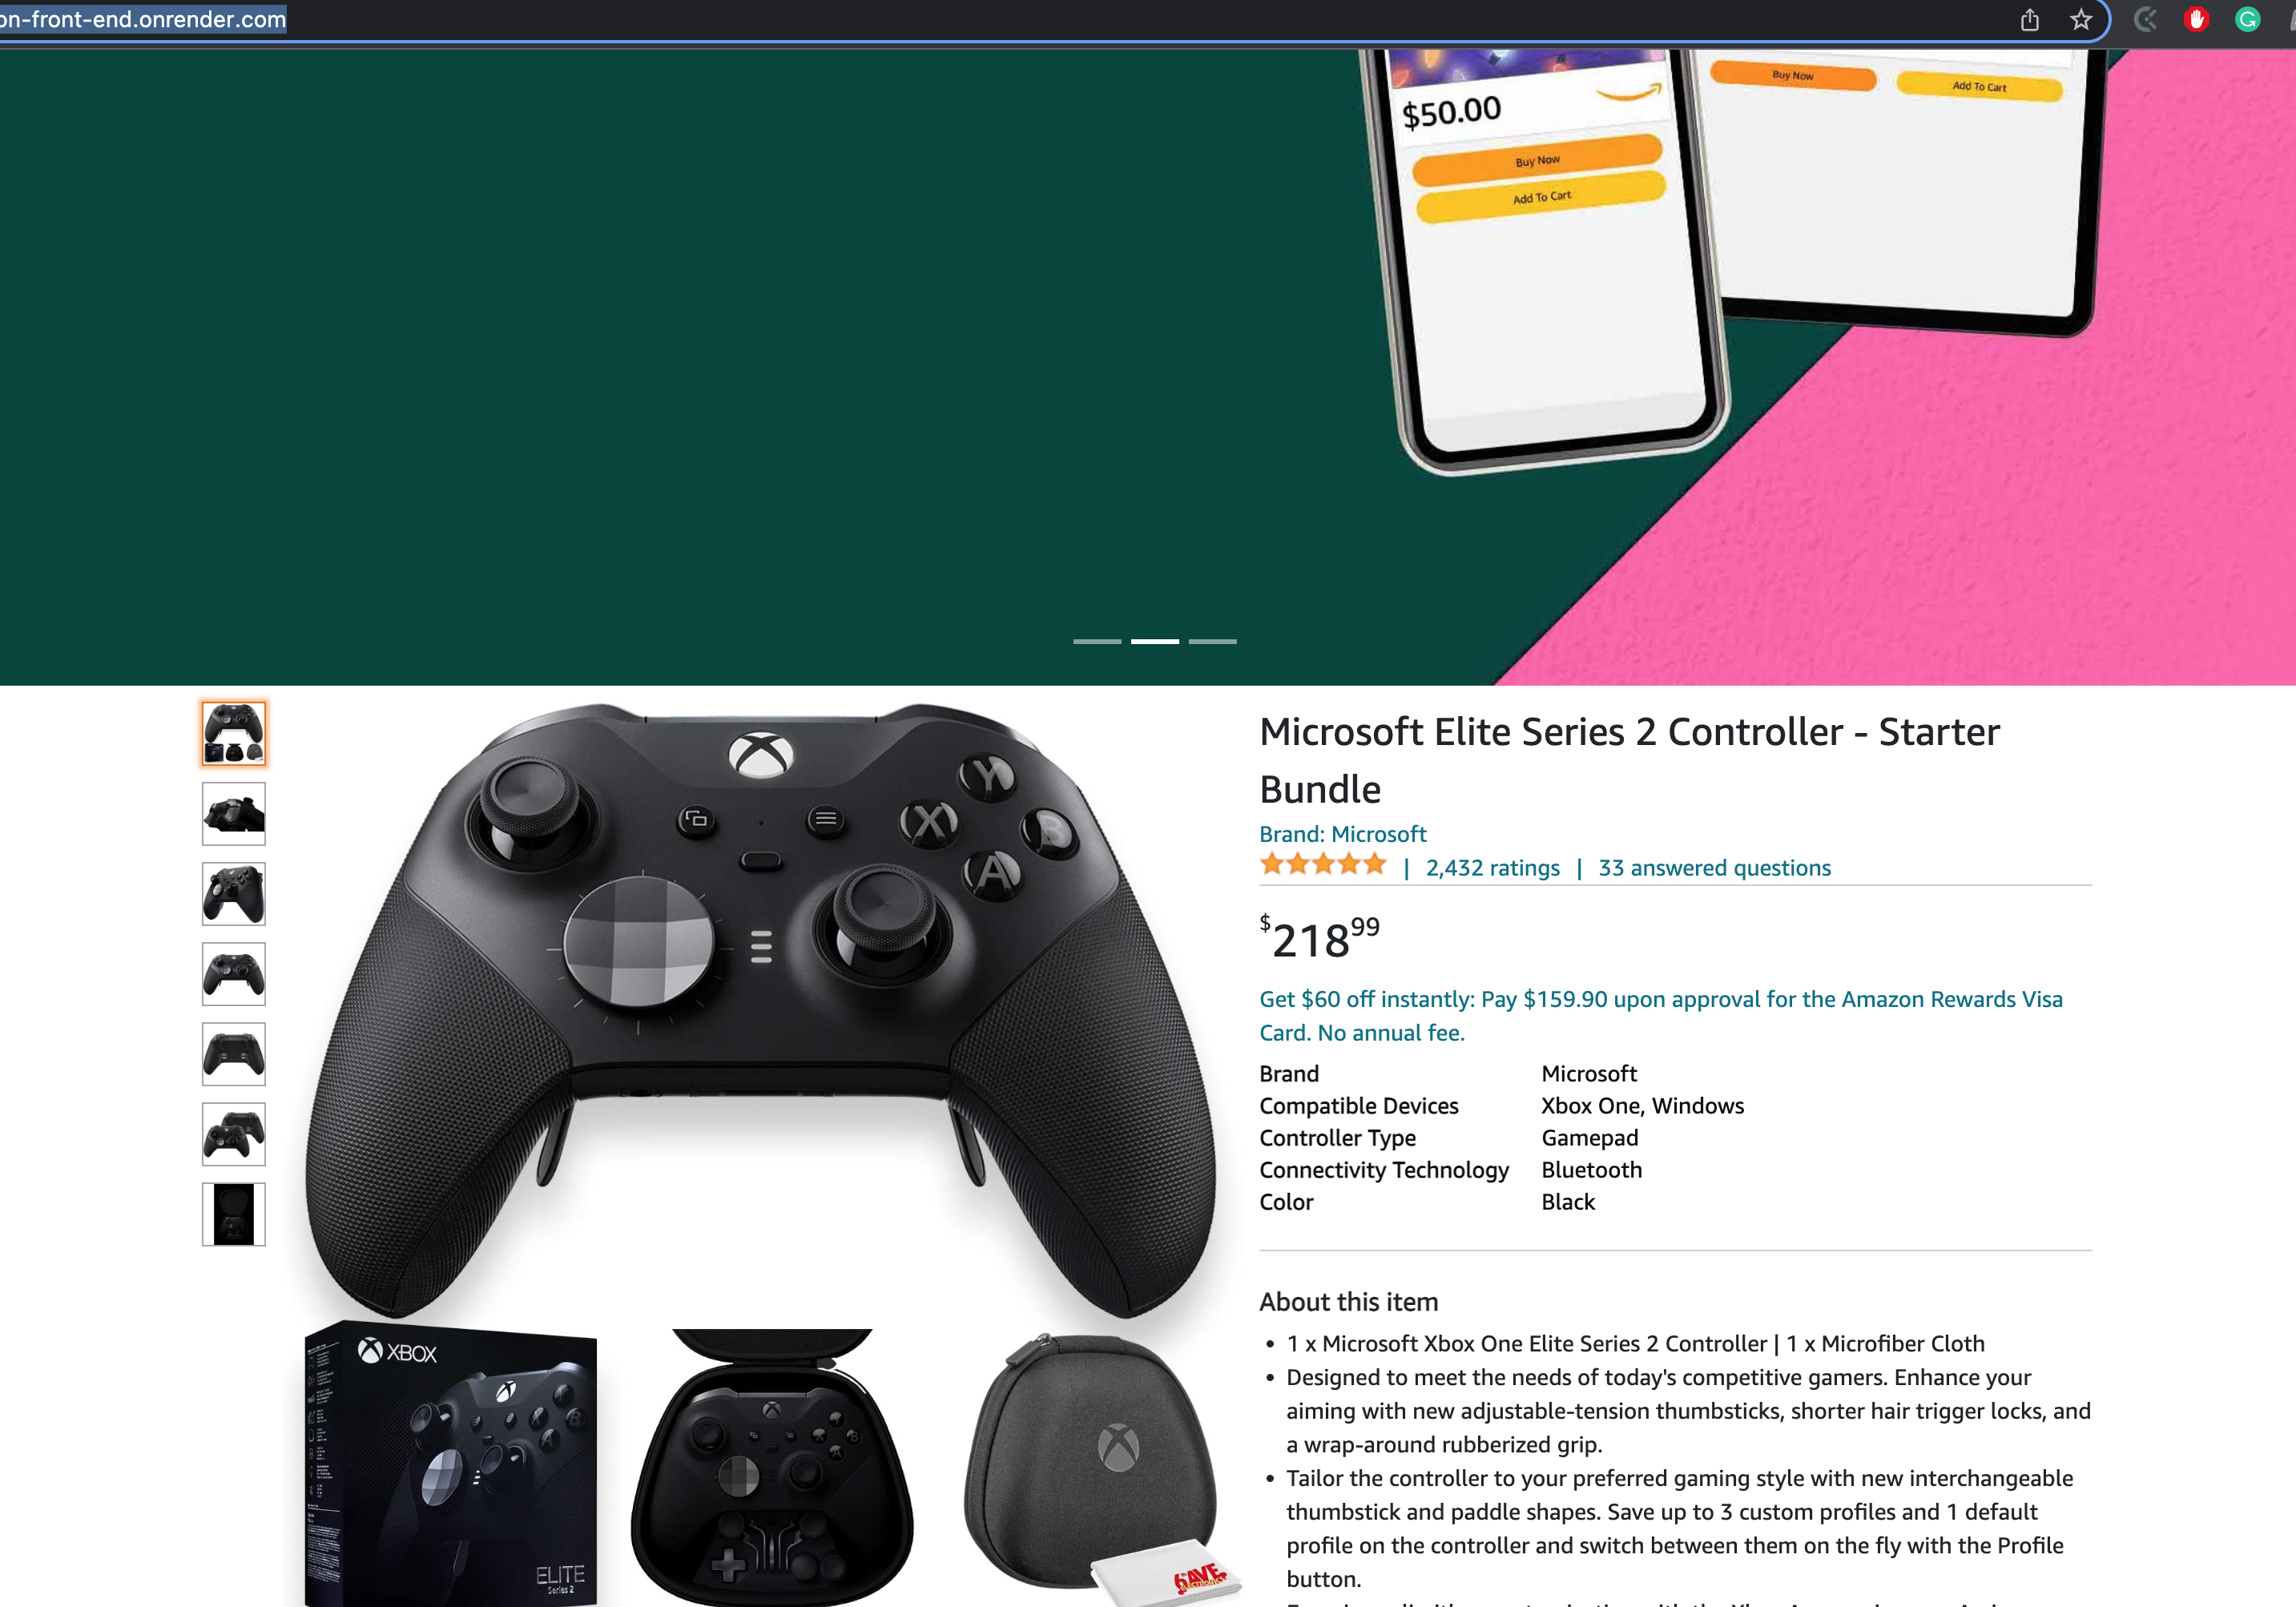 on-front-end.onrender.com
$50.00
Buy Now
Add To Cart
Buy Now
Add To Cart
Microsoft Elite Series 2 Controller - Starter
Bundle
Brand: Microsoft
| 2,432 ratings | 33 answered questions
$218 99
Get $60 off instantly: Pay $159.90 upon approval for the Amazon Rewards Visa
Card. No annual fee.
Brand Microsoft
Compatible Devices Xbox One, Windows
Controller Type Gamepad
Connectivity Technology Bluetooth
Color Black
About this item
• 1 x Microsoft Xbox One Elite Series 2 Controller | 1 x Microfiber Cloth
• Designed to meet the needs of today's competitive gamers. Enhance your
aiming with new adjustable-tension thumbsticks, shorter hair trigger locks, and
a wrap-around rubberized grip.
• Tailor the controller to your preferred gaming style with new interchangeable
thumbstick and paddle shapes. Save up to 3 custom profiles and 1 default
profile on the controller and switch between them on the fly with the Profile
button.
Y
X
B
A
XBOX
ELITE
Series 2
6AVE
ELECTRONICS